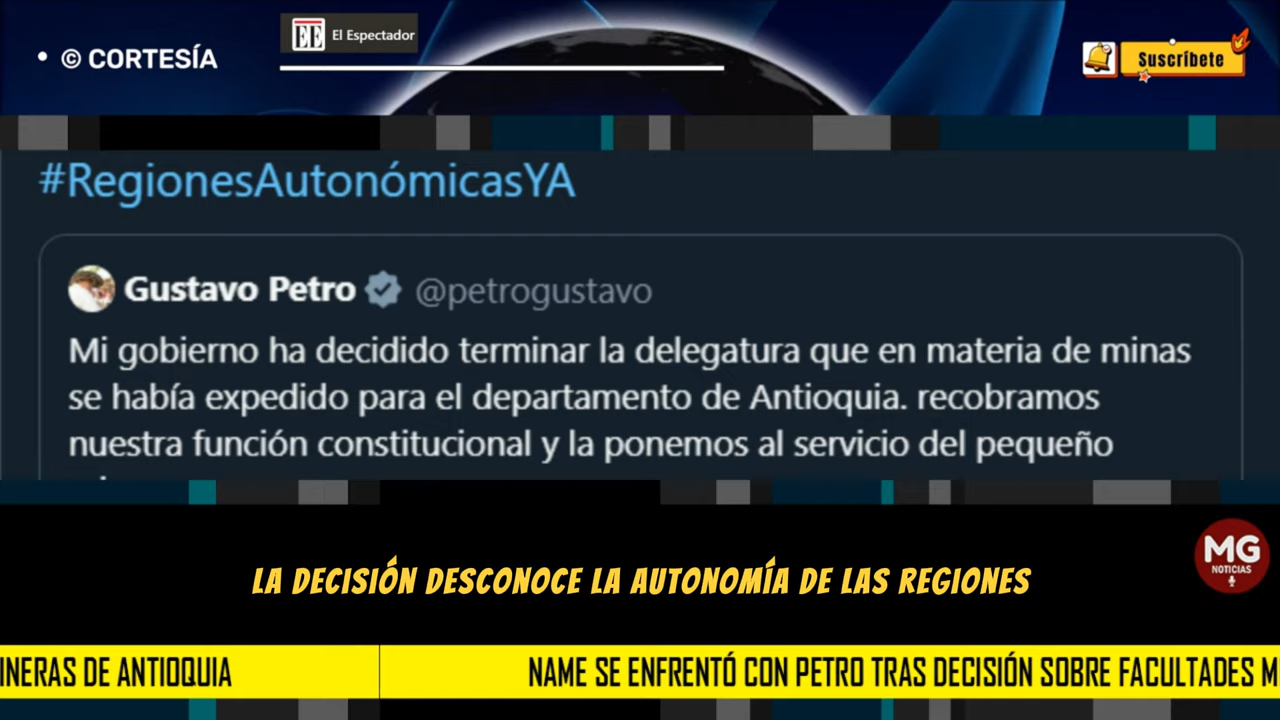 • © CORTESÍA
EE El Espectador
Suscríbete
#RegionesAutonómicasYA
Gustavo Petro @petrogustavo
Mi gobierno ha decidido terminar la delegatura que en materia de minas
se había expedido para el departamento de Antioquia. recobramos
nuestra función constitucional y la ponemos al servicio del pequeño
LA DECISIÓN DESCONOCE LA AUTONOMÍA DE LAS REGIONES
MG
NOTICIAS
INERAS DE ANTIOQUIA
NAME SE ENFRENTÓ CON PETRO TRAS DECISIÓN SOBRE FACULTADES M